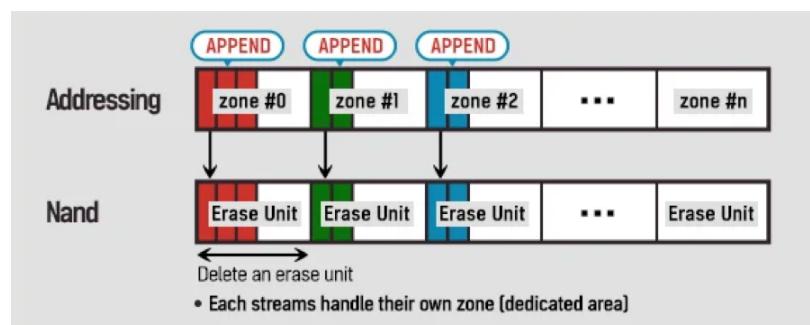 APPEND APPEND APPEND
Addressing zone #0 zone #1 zone #2 ... zone #n
Nand Erase Unit Erase Unit Erase Unit ... Erase Unit
Delete an erase unit
• Each streams handle their own zone (dedicated area)